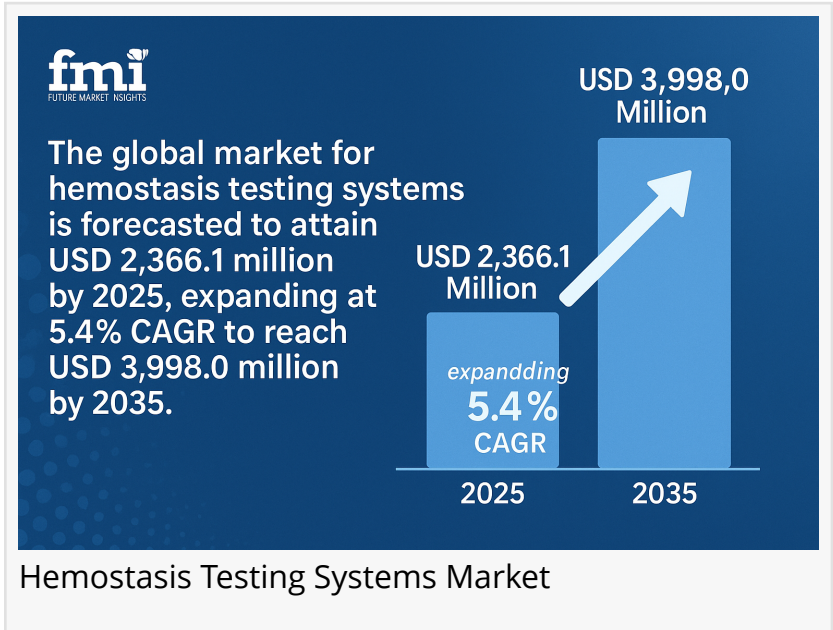 fmi
FUTURE MARKET NSIGHTS
The global market for
hemostasis testing systems
is forecasted to attain
USD 2,366.1 million
by 2025, expanding at
5.4% CAGR to reach
USD 3,998.0 million
by 2035.
USD 2,366.1
Million
USD 3,998,0
Million
expandding
5.4%
CAGR
2025
2035
Hemostasis Testing Systems Market